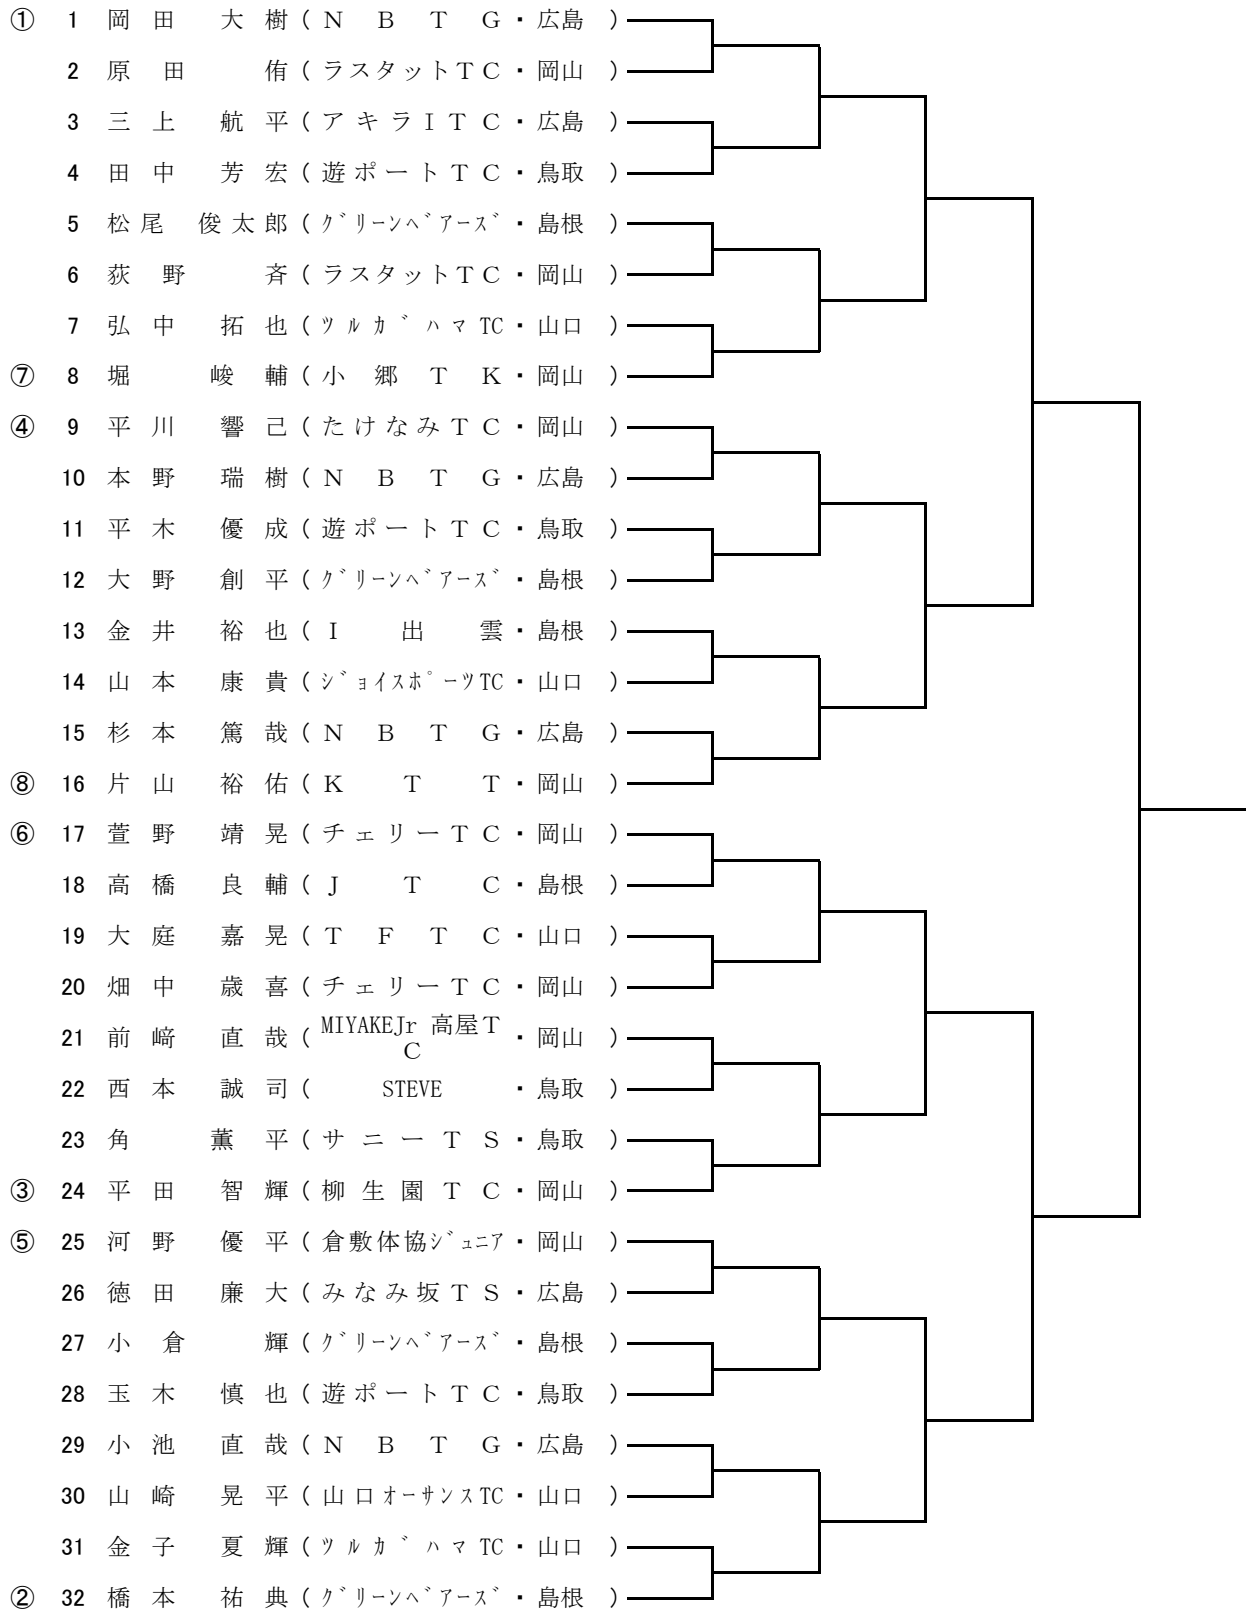 ① 1 岡田 大樹 ( NBTG ・ 広島 )
2 原田 侑 ( ラスタットTC ・ 岡山 )
3 三上 航平 ( アキラITC ・ 広島 )
4 田中 芳宏 ( 遊ポートTC ・ 鳥取 )
5 松尾 俊太郎 ( グリーンベアーズ ・ 島根 )
6 荻野 斉 ( ラスタットTC ・ 岡山 )
7 弘中 拓也 ( ツルガハマTC ・ 山口 )
⑦ 8 堀 峻輔 ( 小郷TK ・ 岡山 )
④ 9 平川 響己 ( たけなみTC ・ 岡山 )
10 本野 瑞樹 ( NBTG ・ 広島 )
11 平木 優成 ( 遊ポートTC ・ 鳥取 )
12 大野 創平 ( グリーンベアーズ ・ 島根 )
13 金井 裕也 ( I出雲 ・ 島根 )
14 山本 康貴 ( ジョイスポーツTC ・ 山口 )
15 杉本 篤哉 ( NBTG ・ 広島 )
⑧ 16 片山 裕佑 ( KTT ・ 岡山 )
⑥ 17 萱野 靖晃 ( チェリーTC ・ 岡山 )
18 高橋 良輔 ( JTC ・ 島根 )
19 大庭 嘉晃 ( TFTC ・ 山口 )
20 畑中 歳喜 ( チェリーTC ・ 岡山 )
21 前﨑 直哉 ( MIYAKEJr 高屋TC ・ 岡山 )
22 西本 誠司 ( STEVE ・ 鳥取 )
23 角 薫平 ( サニーTS ・ 鳥取 )
③ 24 平田 智輝 ( 柳生園TC ・ 岡山 )
⑤ 25 河野 優平 ( 倉敷体協ジュニア ・ 岡山 )
26 徳田 廉大 ( みなみ坂TS ・ 広島 )
27 小倉 輝 ( グリーンベアーズ ・ 島根 )
28 玉木 慎也 ( 遊ポートTC ・ 鳥取 )
29 小池 直哉 ( NBTG ・ 広島 )
30 山崎 晃平 ( 山口オーサンスTC ・ 山口 )
31 金子 夏輝 ( ツルガハマTC ・ 山口 )
② 32 橋本 祐典 ( グリーンベアーズ ・ 島根 )